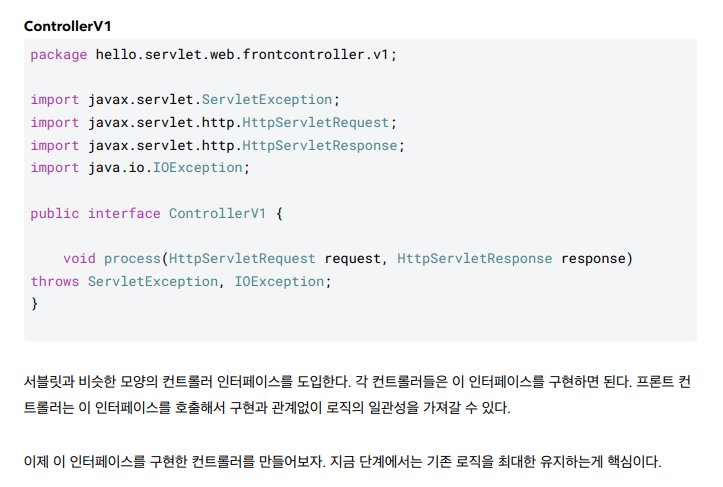 ControllerV1
package hello.servlet.web.frontcontroller.v1;
import javax.servlet.ServletException;
import javax.servlet.http.HttpServletRequest;
import javax.servlet.http.HttpServletResponse;
import java.io.IOException;
public interface ControllerV1 {
    void process(HttpServletRequest request, HttpServletResponse response)
throws ServletException, IOException;
}
서블릿과 비슷한 모양의 컨트롤러 인터페이스를 도입한다. 각 컨트롤러들은 이 인터페이스를 구현하면 된다. 프론트 컨
트롤러는 이 인터페이스를 호출해서 구현과 관계없이 로직의 일관성을 가져갈 수 있다.
이제 이 인터페이스를 구현한 컨트롤러를 만들어보자. 지금 단계에서는 기존 로직을 최대한 유지하는게 핵심이다.